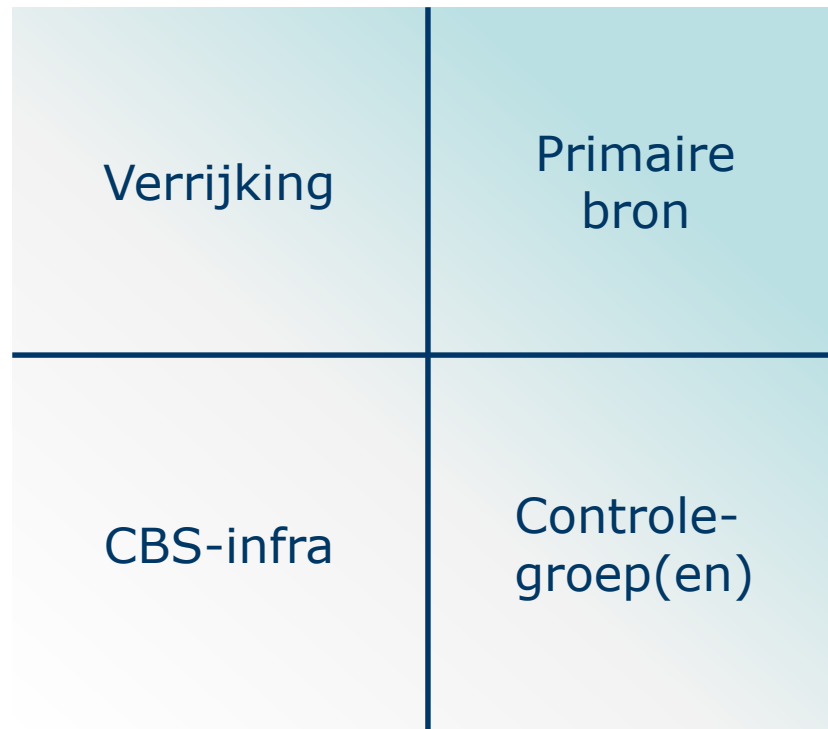 Verrijking
Primaire
bron
CBS-infra
Controle-
groep(en)